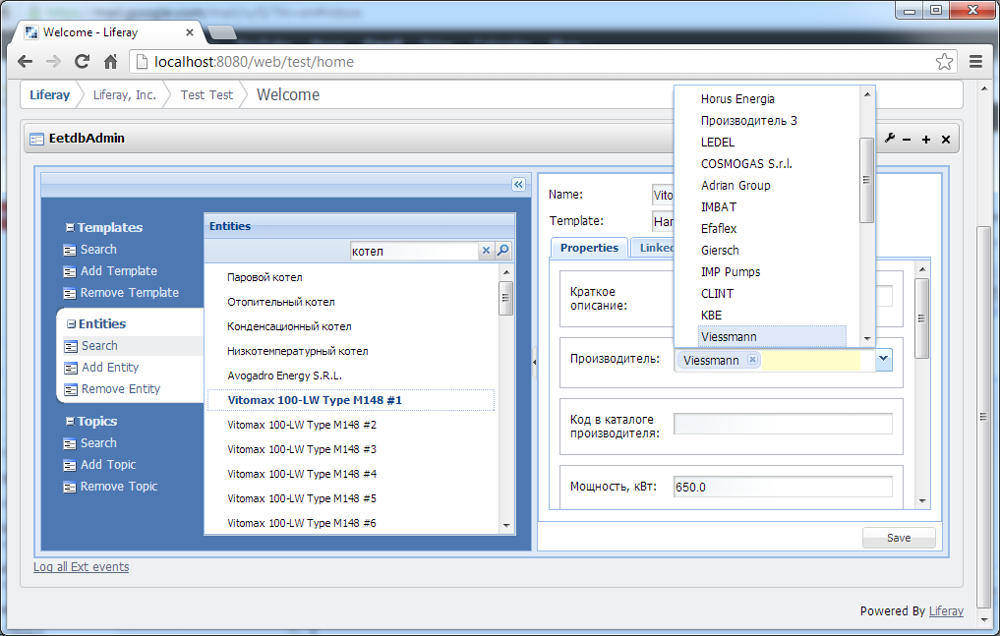 Welcome - Liferay
localhost:8080/web/test/home
Liferay
Liferay, Inc.
Test Test
Welcome
EetdbAdmin
Templates
Search
Add Template
Remove Template
Entities
Search
Add Entity
Remove Entity
Topics
Search
Add Topic
Remove Topic
Entities
котел
Паровой котел
Отопительный котел
Конденсационный котел
Низкотемпературный котел
Avogadro Energy S.R.L.
Vitomax 100-LW Type M148 #1
Vitomax 100-LW Type M148 #2
Vitomax 100-LW Type M148 #3
Vitomax 100-LW Type M148 #4
Vitomax 100-LW Type M148 #5
Vitomax 100-LW Type M148 #6
Name:
Vito
Template:
Properties
Linked
Horus Energia
Производитель 3
LEDEL
COSMOGAS S.r.l.
Adrian Group
IMBAT
Efaflex
Giersch
IMP Pumps
CLINT
KBE
Viessmann
Краткое
описание:
Производитель:
Viessmann
Код в каталоге
производителя:
Мощность, кВт:
650.0
Save
Log all Ext events
Powered By Liferay